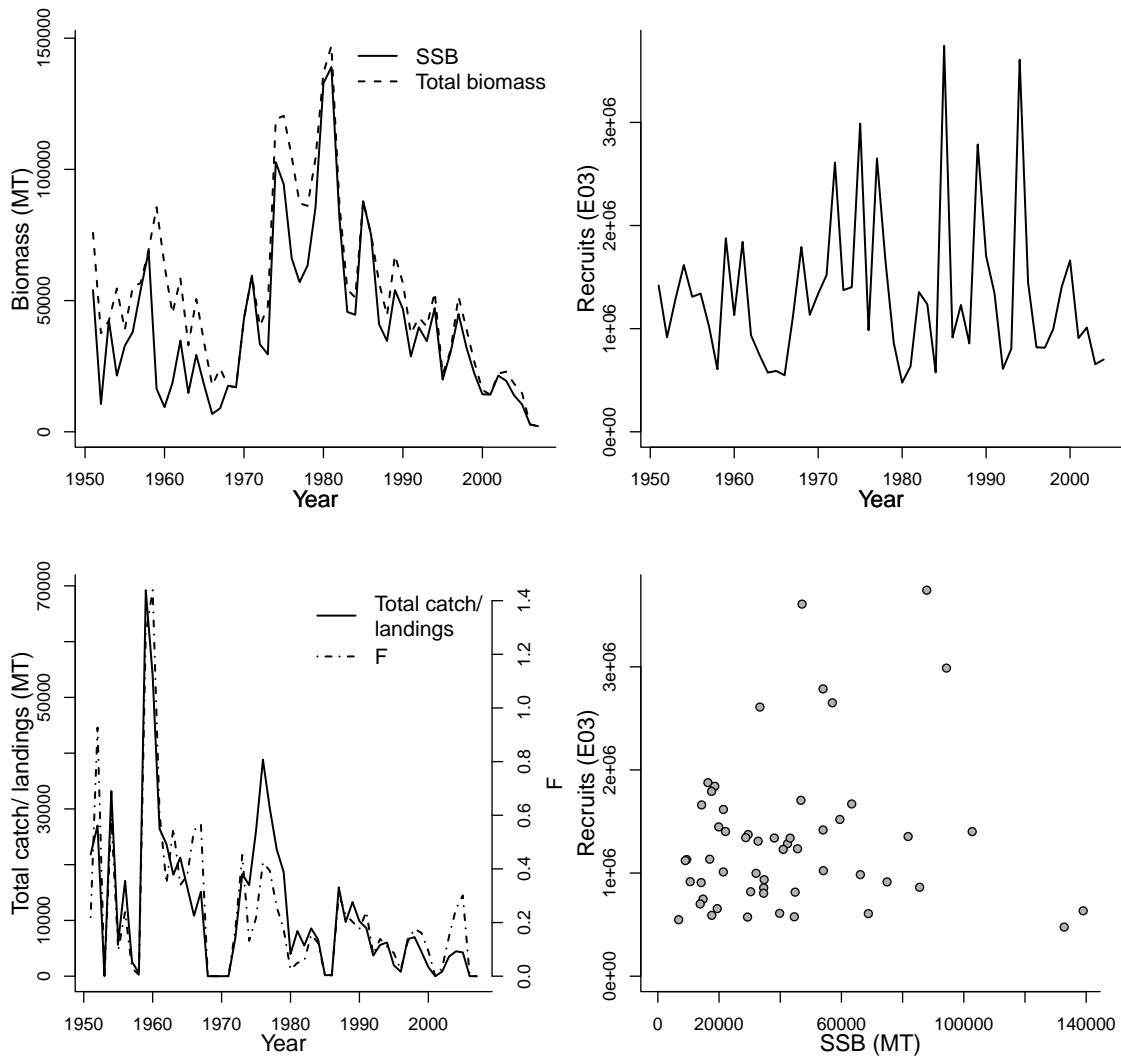 SSB
Total biomass
Biomass (MT)
0
50000
100000
150000
1950 1960 1970 1980 1990 2000
Year
Recruits (E03)
0e+00
1e+06
2e+06
3e+06
1950 1960 1970 1980 1990 2000
Year
Total catch/
landings
F
Total catch/ landings (MT)
0
10000
30000
50000
70000
F
0.0
0.2
0.4
0.6
0.8
1.0
1.2
1.4
1950 1960 1970 1980 1990 2000
Year
Recruits (E03)
0e+00
1e+06
2e+06
3e+06
0 20000 60000 100000 140000
SSB (MT)